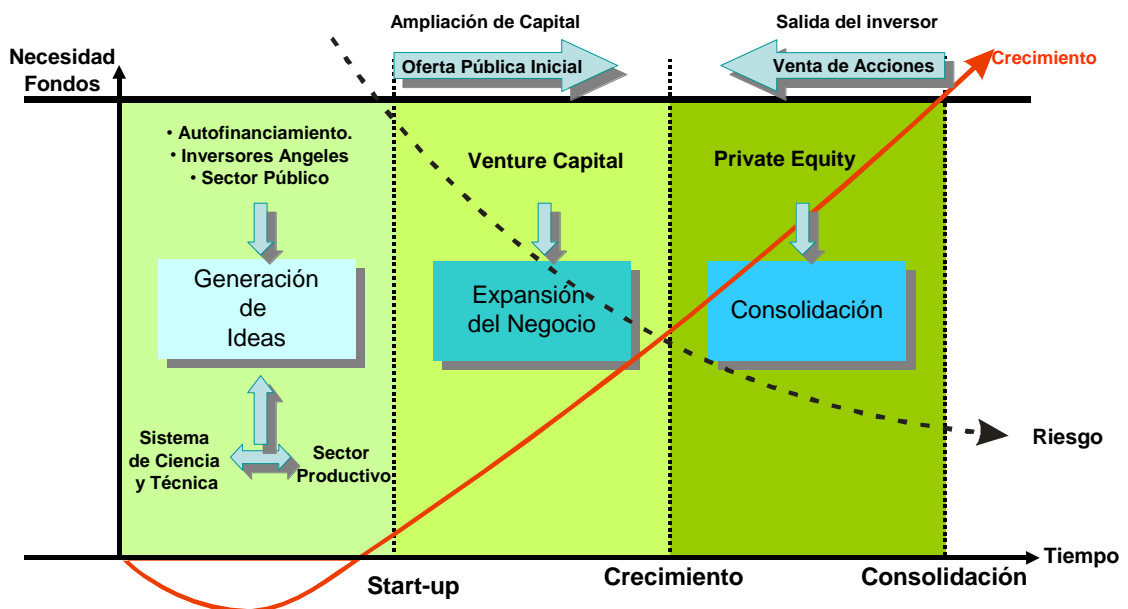 Ampliación de Capital
Salida del inversor
Necesidad
Fondos
Oferta Pública Inicial
Venta de Acciones
Crecimiento
• Autofinanciamiento.
• Inversores Angeles
• Sector Público
Venture Capital
Private Equity
Generación
de
Ideas
Expansión
del Negocio
Consolidación
Sistema
de Ciencia
y Técnica
Sector
Productivo
Riesgo
Tiempo
Start-up
Crecimiento
Consolidación